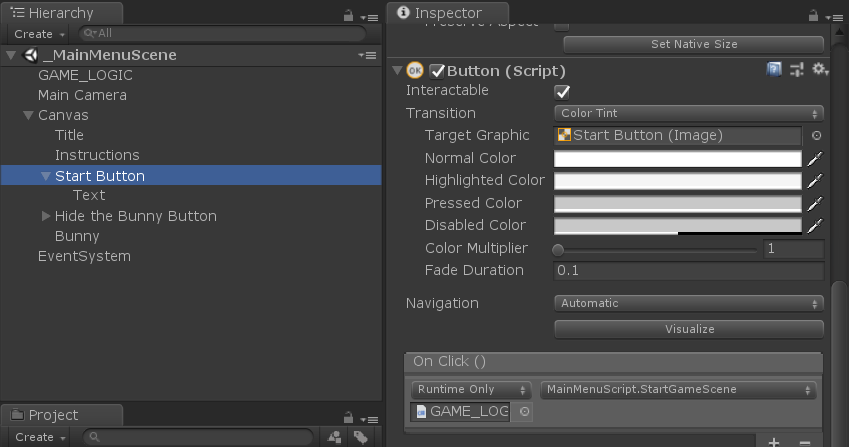 Hierarchy
Create
All
_MainMenuScene
GAME_LOGIC
Main Camera
Canvas
Title
Instructions
Start Button
Text
Hide the Bunny Button
Bunny
EventSystem
Project
Create
Inspector
Preserve Aspect
Set Native Size
OK Button (Script)
Interactable
Transition Color Tint
Target Graphic Start Button (Image)
Normal Color
Highlighted Color
Pressed Color
Disabled Color
Color Multiplier 1
Fade Duration 0.1
Navigation Automatic
Visualize
On Click ()
Runtime Only MainMenuScript.StartGameScene
GAME_LOG